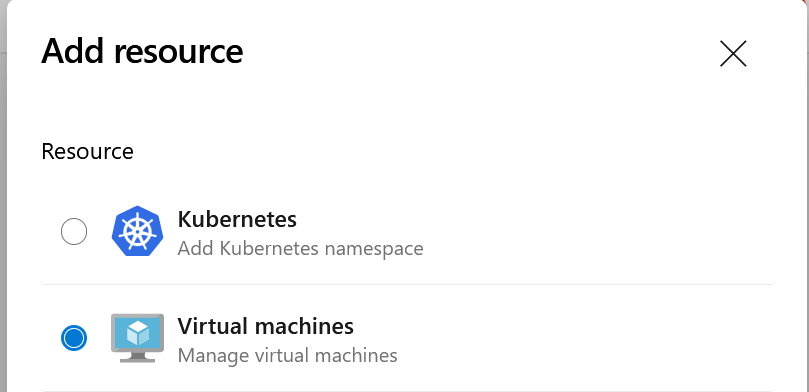 Add resource
Resource
Kubernetes
Add Kubernetes namespace
Virtual machines
Manage virtual machines